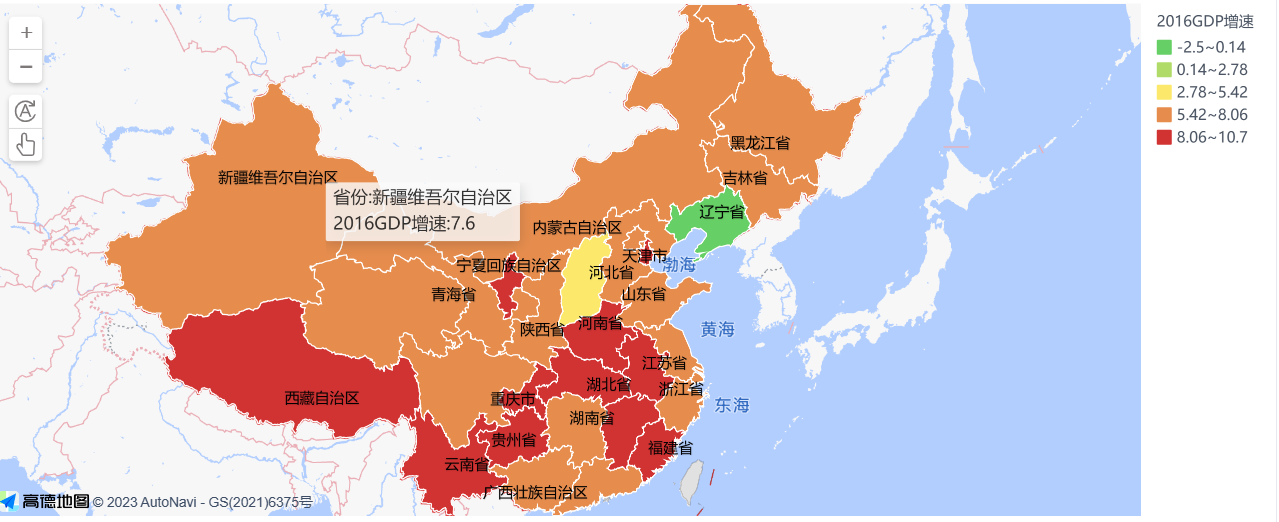 2016GDP增速
-2.5~0.14
0.14~2.78
2.78~5.42
5.42~8.06
8.06~10.7
+
−
A
黑龙江省
吉林省
新疆维吾尔自治区
省份:新疆维吾尔自治区
2016GDP增速:7.6
辽宁省
内蒙古自治区
天津市
渤海
宁夏回族自治区
河北省
青海省
山东省
陕西省
河南省
黄海
江苏省
湖北省
浙江省
西藏自治区
重庆市
东海
湖南省
贵州省
福建省
云南省
广西壮族自治区
高德地图 © 2023 AutoNavi - GS(2021)6375号